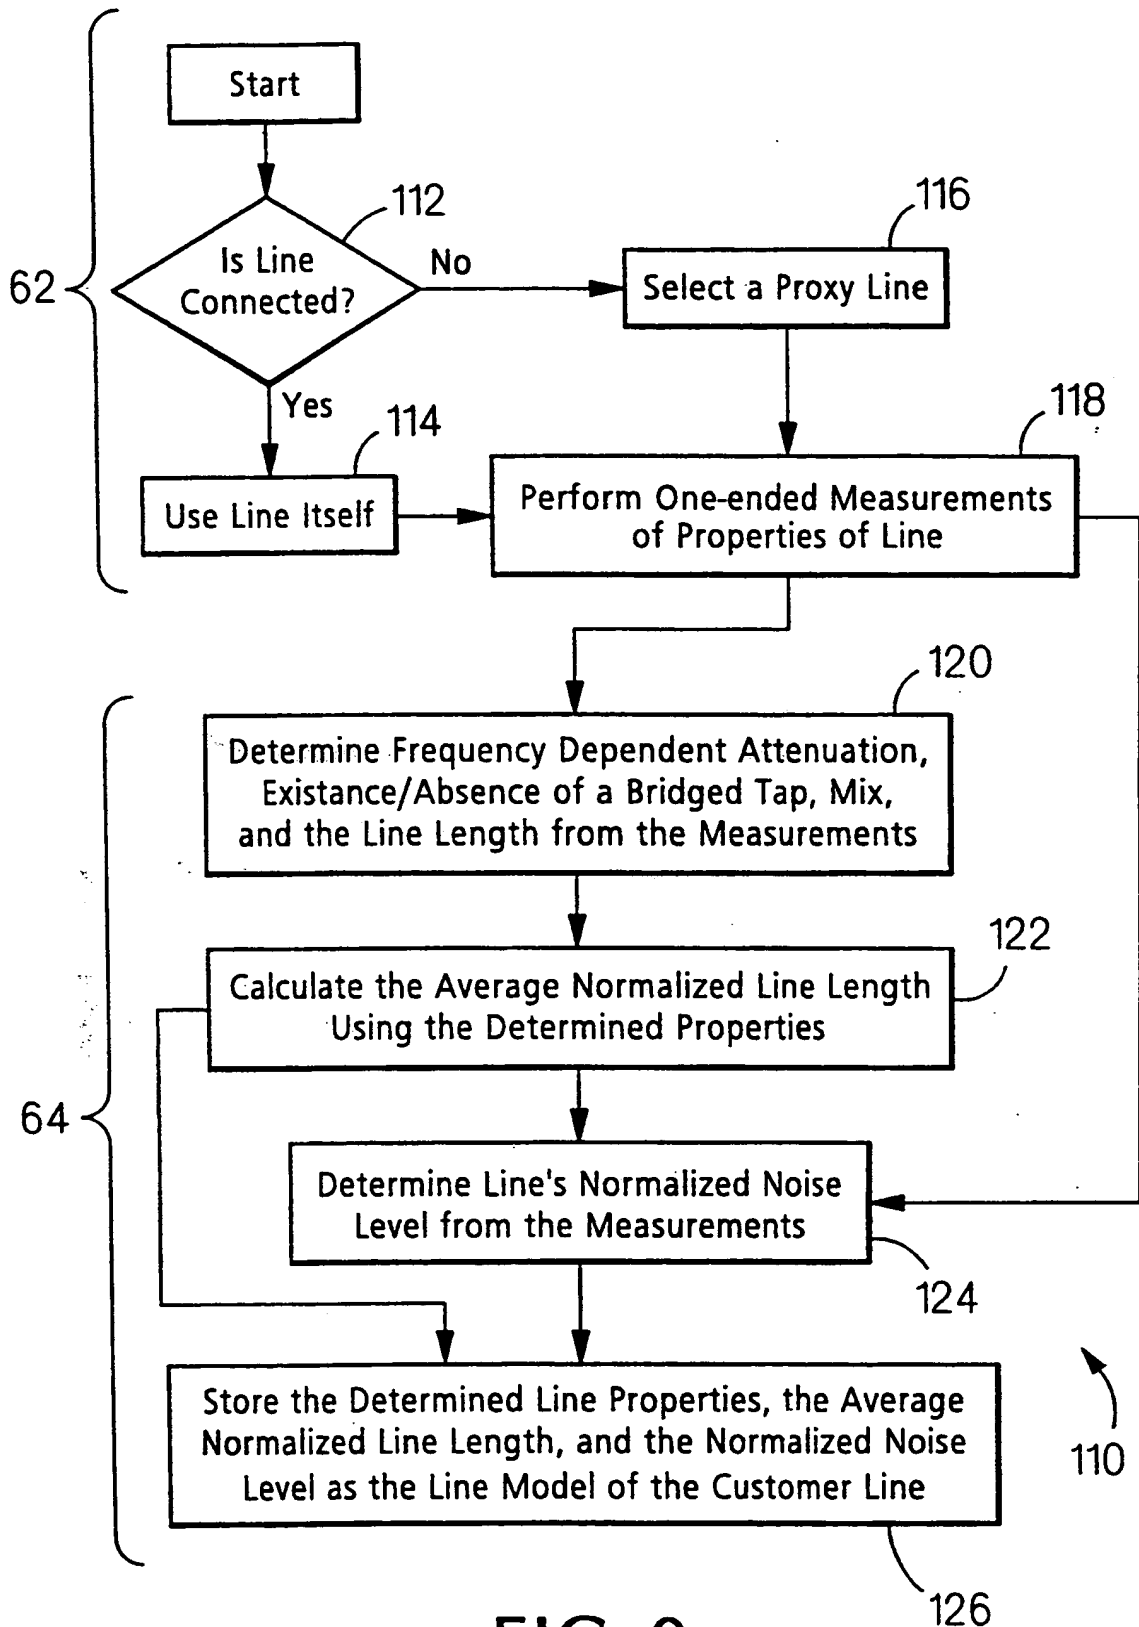 Start
112
Is Line
Connected?
No
62
116
Select a Proxy Line
Yes
114
Use Line Itself
118
Perform One-ended Measurements
of Properties of Line
120
Determine Frequency Dependent Attenuation,
Existance/Absence of a Bridged Tap, Mix,
and the Line Length from the Measurements
122
Calculate the Average Normalized Line Length
Using the Determined Properties
64
Determine Line's Normalized Noise
Level from the Measurements
124
Store the Determined Line Properties, the Average
Normalized Line Length, and the Normalized Noise
Level as the Line Model of the Customer Line
110
126